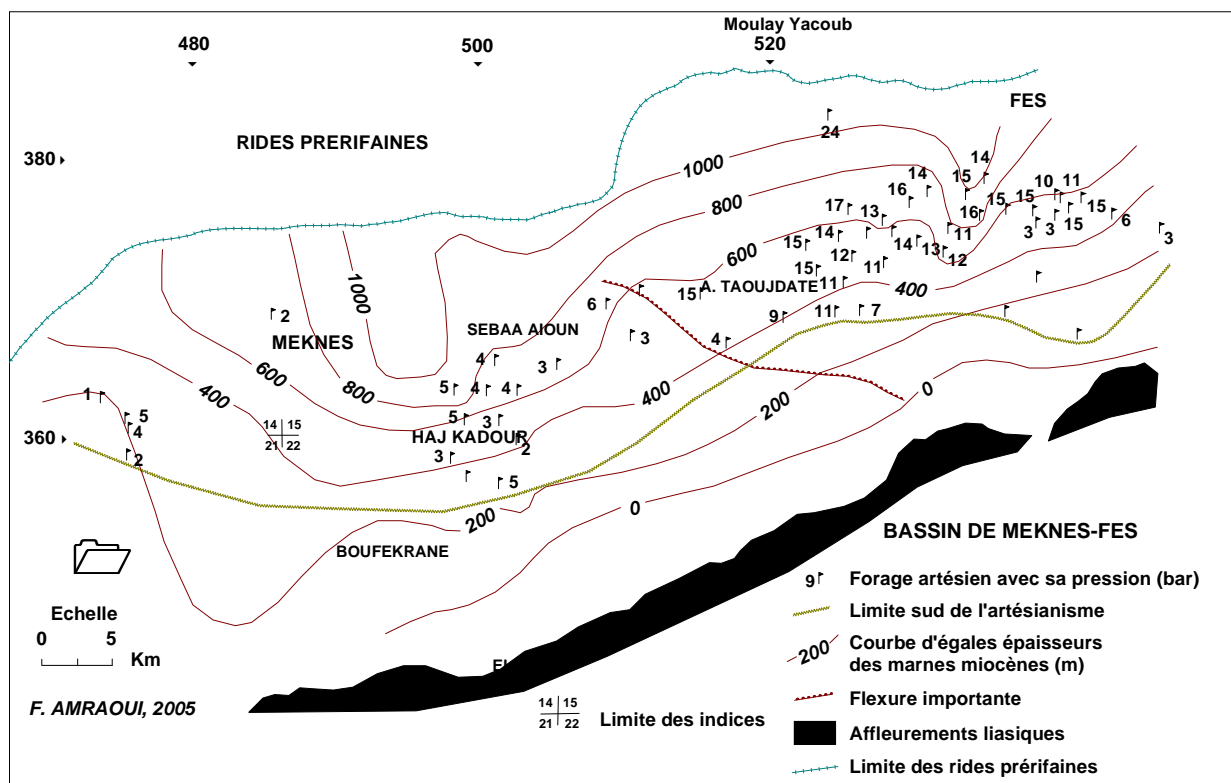 Moulay Yacoub
480 500 520
FES
RIDES PRERIFAINES
24
380
1000
14 14
15
800
16
10 11
17 13
16 15 15 15 6
11
3 3 3
600
15 14
14 13 12
12
1000
15
11
A. TAOUJDATE
11
400
15
6
2
MEKNES
SEBAA AIOUN
9 11 7
3
4
4
600
800
3
5 4 4
400
400
0
1
200
5
4
5 3
14 15
21 22
360
HAJ KADOUR
2
2
3
5
200
0
BOUFEKRANE
BASSIN DE MEKNES-FES
9 Forage artésien avec sa pression (bar)
Limite sud de l'artésianisme
200 Courbe d'égales épaisseurs
des marnes miocènes (m)
Flexure importante
Affleurements liasiques
Limite des rides prérifaines
Echelle
0 5
Km
F. AMRAOUI, 2005
14 15
21 22
Limite des indices